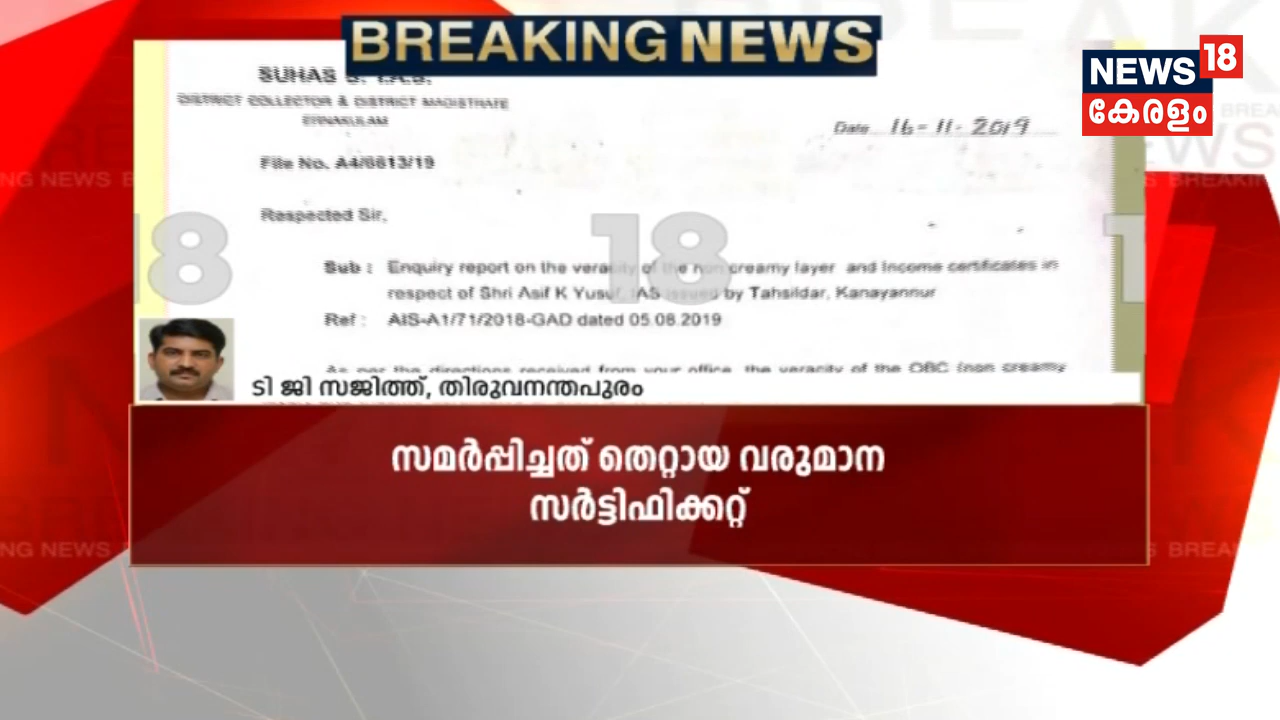 BREAKING NEWS
NEWS 18
കേരളം
SUHAS S. I.A.S.
DISTRICT COLLECTOR & DISTRICT MAGISTRATE
ERNAKULAM
Date 16-11-2019
File No. A4/6613/19
Respected Sir,
18 18
Sub : Enquiry report on the veracity of the non creamy layer and Income certificates in
respect of Shri Asif K Yusuf, IAS issued by Tahsildar, Kanayannur
Ref : AIS-A1/71/2018-GAD dated 05.08.2019
As per the directions received from your office, the veracity of the OBC (non creamy
ടി ജി സജിത്ത്, തിരുവനന്തപുരം
സമർപ്പിച്ചത് തെറ്റായ വരുമാന
സർട്ടിഫിക്കറ്റ്